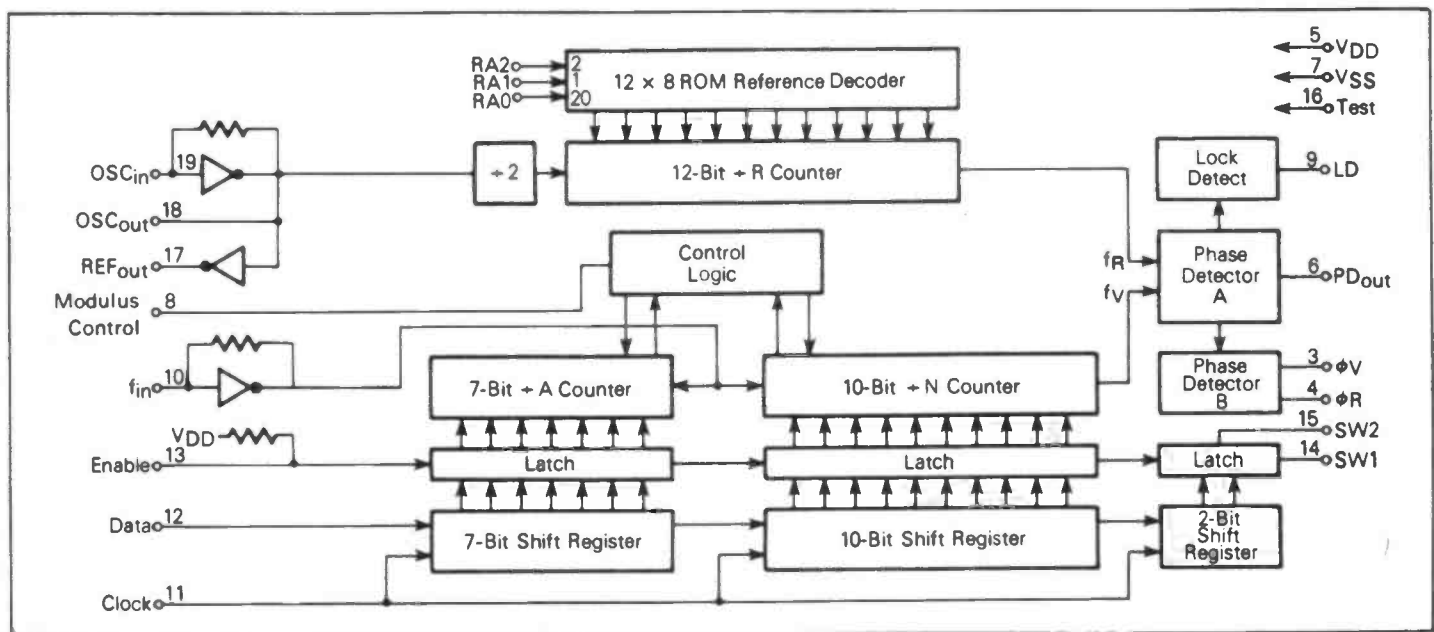 5 VDD
7 VSS
16 Test
RA2 2
RA1 1
RA0 20
12 × 8 ROM Reference Decoder
OSCin 19
÷ 2
12-Bit ÷ R Counter
Lock
Detect
9 LD
OSCout 18
REFout 17
Control
Logic
fR
fV
Phase
Detector
A
6 PDout
Modulus
Control
8
fin 10
7-Bit ÷ A Counter
10-Bit ÷ N Counter
Phase
Detector
B
3 ϕV
4 ϕR
VDD
Enable 13
Latch
Latch
Latch
15 SW2
14 SW1
Data 12
7-Bit Shift Register
10-Bit Shift Register
2-Bit
Shift
Register
Clock 11